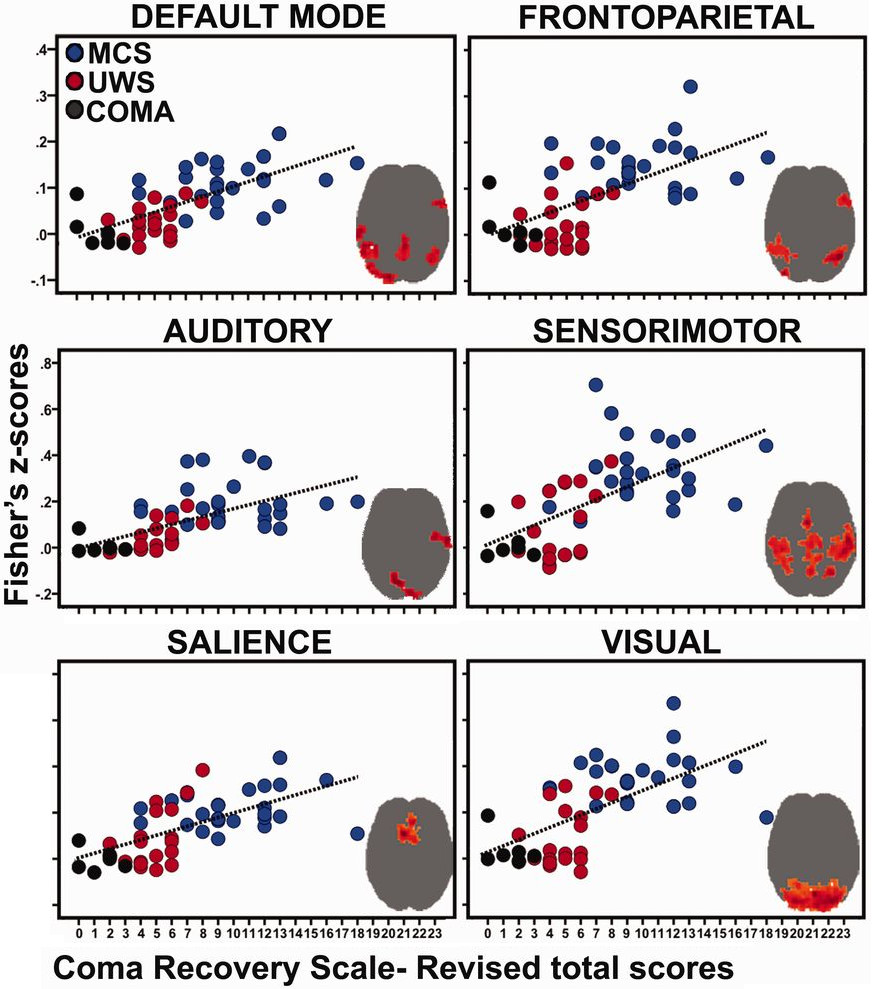 DEFAULT MODE
FRONTOPARIETAL
MCS
UWS
COMA
.4
.3
.2
.1
.0
-.1
AUDITORY
SENSORIMOTOR
.8
.6
.4
.2
.0
-.2
Fisher's z-scores
SALIENCE
VISUAL
0 1 2 3 4 5 6 7 8 9 10 11 12 13 14 15 16 17 18 19 20 21 22 23
0 1 2 3 4 5 6 7 8 9 10 11 12 13 14 15 16 17 18 19 20 21 22 23
Coma Recovery Scale- Revised total scores